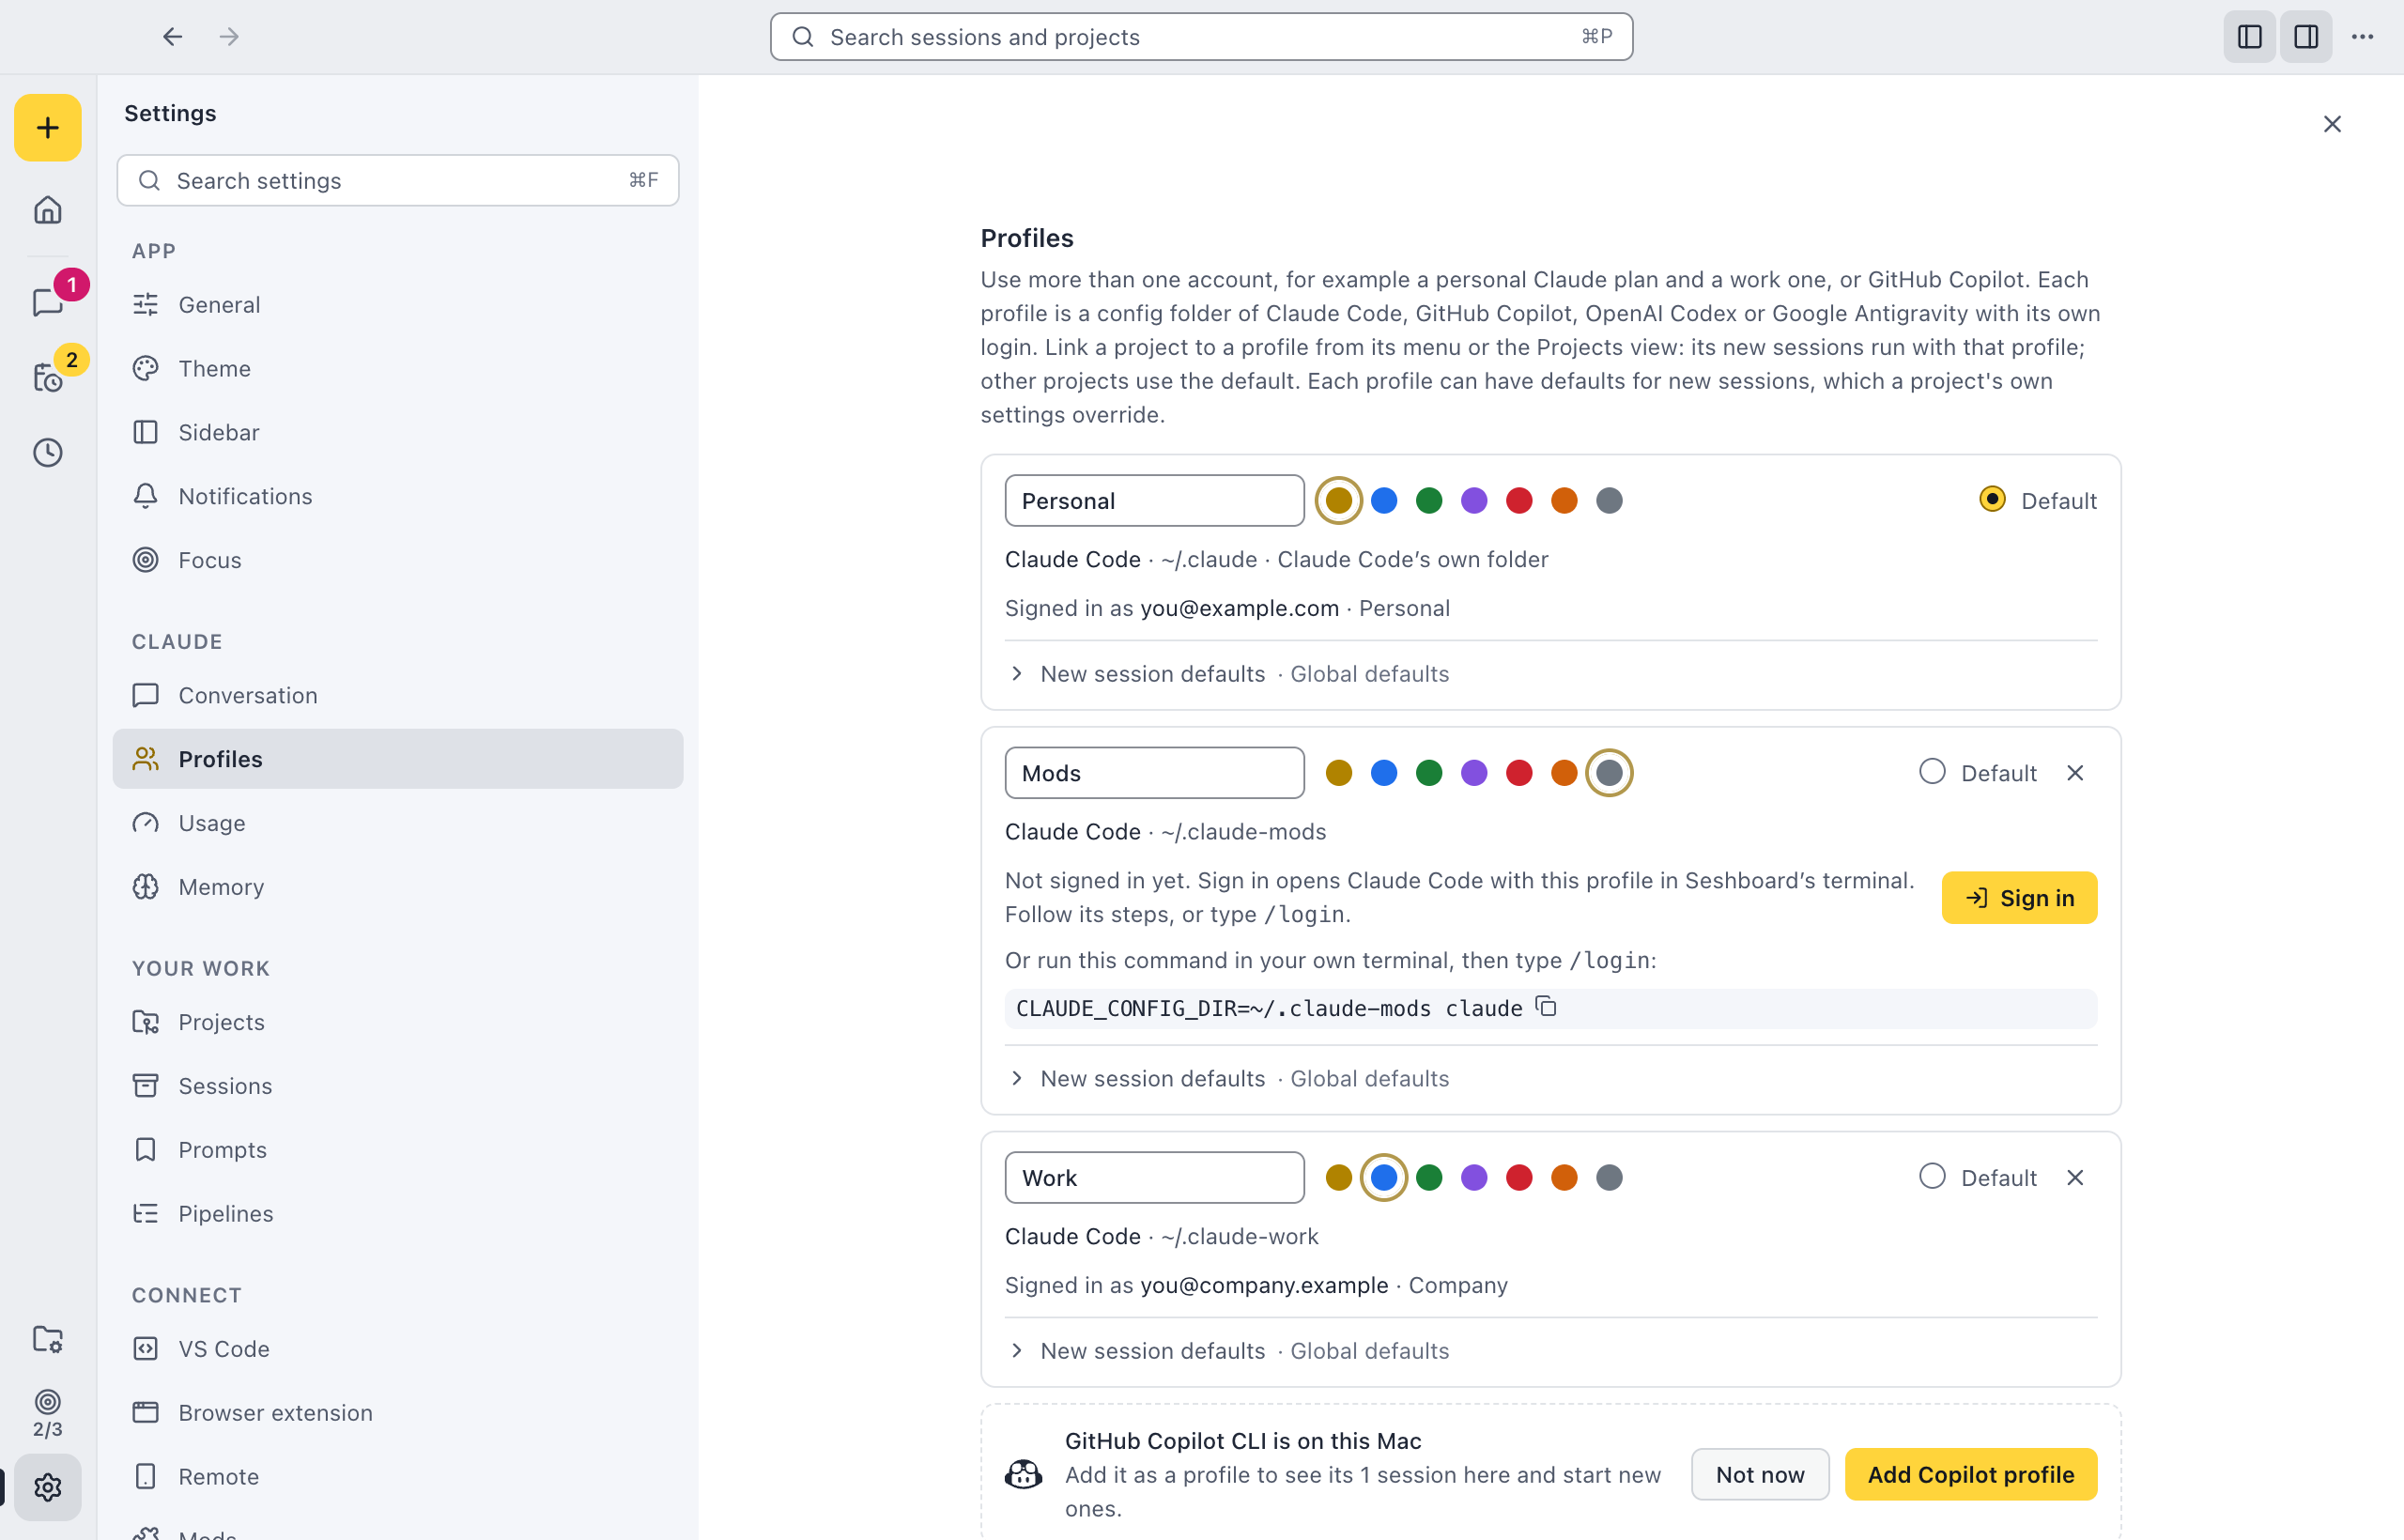 Search sessions and projects ⌘P
Settings
Search settings ⌘F
1
2
2/3
APP
General
Theme
Sidebar
Notifications
Focus
CLAUDE
Conversation
Profiles
Usage
Memory
YOUR WORK
Projects
Sessions
Prompts
Pipelines
CONNECT
VS Code
Browser extension
Remote
Mods
Profiles
Use more than one account, for example a personal Claude plan and a work one, or GitHub Copilot. Each
profile is a config folder of Claude Code, GitHub Copilot, OpenAI Codex or Google Antigravity with its own
login. Link a project to a profile from its menu or the Projects view: its new sessions run with that profile;
other projects use the default. Each profile can have defaults for new sessions, which a project's own
settings override.
Personal Default
Claude Code · ~/.claude · Claude Code’s own folder
Signed in as you@example.com · Personal
New session defaults · Global defaults
Mods Default
Claude Code · ~/.claude-mods
Not signed in yet. Sign in opens Claude Code with this profile in Seshboard’s terminal.
Follow its steps, or type /login.
Sign in
Or run this command in your own terminal, then type /login:
CLAUDE_CONFIG_DIR=~/.claude-mods claude
New session defaults · Global defaults
Work Default
Claude Code · ~/.claude-work
Signed in as you@company.example · Company
New session defaults · Global defaults
GitHub Copilot CLI is on this Mac
Add it as a profile to see its 1 session here and start new
ones.
Not now
Add Copilot profile